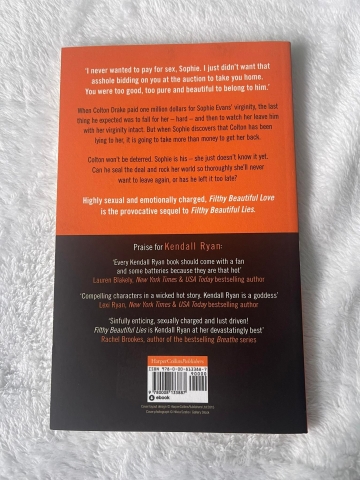 'I never wanted to pay for sex, Sophie. I just didn't want that
asshole bidding on you at the auction to take you home.
You were too good, too pure and beautiful to belong to him.'
When Colton Drake paid one million dollars for Sophie Evans' virginity, the last
thing he expected was to fall for her – hard – and then to watch her leave him
with her virginity intact. But when Sophie discovers that Colton has been
lying to her, it is going to take more than money to get her back.
Colton won't be deterred. Sophie is his – she just doesn't know it yet.
Can he seal the deal and rock her world so thoroughly she'll never
want to leave again, or has he left it too late?
Highly sexual and emotionally charged, Filthy Beautiful Love
is the provocative sequel to Filthy Beautiful Lies.
Praise for Kendall Ryan:
'Every Kendall Ryan book should come with a fan
and some batteries because they are that hot'
Lauren Blakely, New York Times & USA Today bestselling author
'Compelling characters in a wicked hot story. Kendall Ryan is a goddess'
Lexi Ryan, New York Times & USA Today bestselling author
'Sinfully enticing, sexually charged and lust driven!
Filthy Beautiful Lies is Kendall Ryan at her devastatingly best'
Rachel Brookes, author of the bestselling Breathe series
HarperCollinsPublishers
ISBN 978-0-00-813398-7
90000
9 780008 133987
ebook